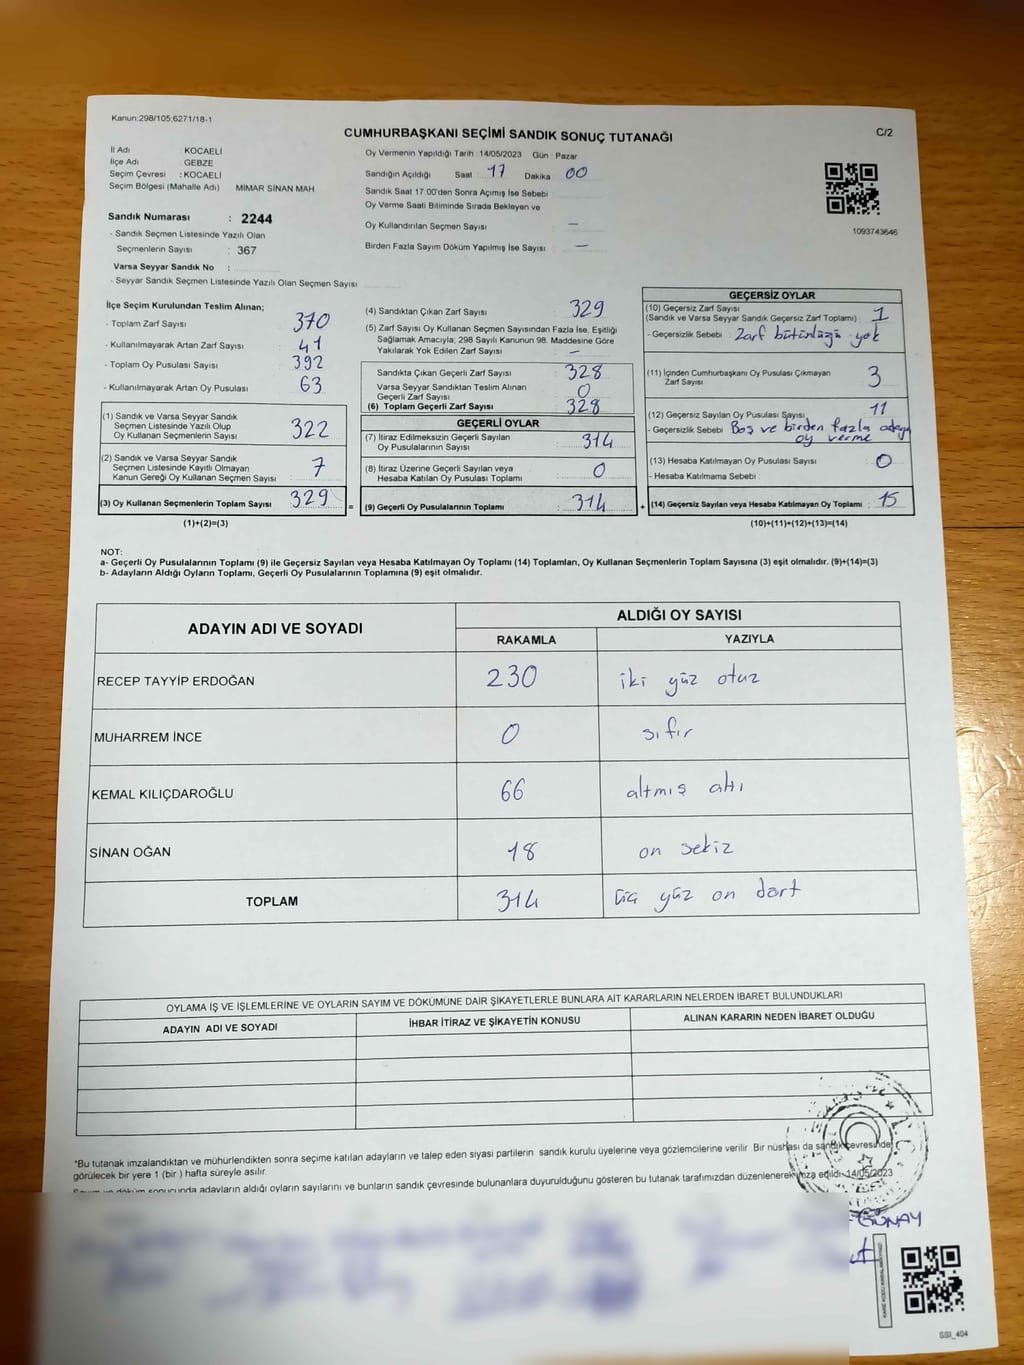 Kanun:298/105;6271/18-1
CUMHURBAŞKANI SEÇİMİ SANDIK SONUÇ TUTANAĞI
C/2
İl Adı KOCAELİ
İlçe Adı GEBZE
Seçim Çevresi : KOCAELİ
Seçim Bölgesi (Mahalle Adı) MİMAR SİNAN MAH
Sandık Numarası : 2244
- Sandık Seçmen Listesinde Yazılı Olan
Seçmenlerin Sayısı : 367
Varsa Seyyar Sandık No :
- Seyyar Sandık Seçmen Listesinde Yazılı Olan Seçmen Sayısı:
Oy Vermenin Yapıldığı Tarih :14/05/2023 Gün : Pazar
Sandığın Açıldığı Saat : 17 Dakika : 00
Sandık Saat 17:00'den Sonra Açımış İse Sebebi :
Oy Verme Saati Bitiminde Sırada Bekleyen ve
Oy Kullandırılan Seçmen Sayısı : —
Birden Fazla Sayım Döküm Yapılmış İse Sayısı : —
1093743646
İlçe Seçim Kurulundan Teslim Alınan;
- Toplam Zarf Sayısı : 370
- Kullanılmayarak Artan Zarf Sayısı : 41
- Toplam Oy Pusulası Sayısı : 392
- Kullanılmayarak Artan Oy Pusulası : 63
(1) Sandık ve Varsa Seyyar Sandık
Seçmen Listesinde Yazılı Olup
Oy Kullanan Seçmenlerin Sayısı : 322
(2) Sandık ve Varsa Seyyar Sandık
Seçmen Listesinde Kayıtlı Olmayan
Kanun Gereği Oy Kullanan Seçmen Sayısı : 7
(3) Oy Kullanan Seçmenlerin Toplam Sayısı : 329
(1)+(2)=(3)
(4) Sandıktan Çıkan Zarf Sayısı : 329
(5) Zarf Sayısı Oy Kullanan Seçmen Sayısından Fazla İse, Eşitliği
Sağlamak Amacıyla; 298 Sayılı Kanunun 98. Maddesine Göre
Yakılarak Yok Edilen Zarf Sayısı : —
Sandıkta Çıkan Geçerli Zarf Sayısı : 328
Varsa Seyyar Sandıktan Teslim Alınan
Geçerli Zarf Sayısı : 0
(6) Toplam Geçerli Zarf Sayısı : 328
GEÇERLİ OYLAR
(7) İtiraz Edilmeksizin Geçerli Sayılan
Oy Pusulası Sayısı : 314
(8) İtiraz Üzerine Geçerli Sayılan veya
Hesaba Katılan Oy Pusulası Toplamı : 0
= (9) Geçerli Oy Pusulalarının Toplamı : 314 +
GEÇERSİZ OYLAR
(10) Geçersiz Zarf Sayısı
(Sandık ve Varsa Seyyar Sandık Geçersiz Zarf Toplamı) : 1
- Geçersizlik Sebebi : Zarf bütünlüğü yok
(11) İçinden Cumhurbaşkanı Oy Pusulası Çıkmayan
Zarf Sayısı : 3
(12) Geçersiz Sayılan Oy Pusulası Sayısı : 11
- Geçersizlik Sebebi : Boş ve birden fazla adaya
oy verme
(13) Hesaba Katılmayan Oy Pusulası Sayısı : 0
- Hesaba Katılmama Sebebi :
(14) Geçersiz Sayılan veya Hesaba Katılmayan Oy Toplamı : 15
(10)+(11)+(12)+(13)=(14)
NOT:
a- Geçerli Oy Pusulalarının Toplamı (9) ile Geçersiz Sayılan veya Hesaba Katılmayan Oy Toplamı (14) Toplamları, Oy Kullanan Seçmenlerin Toplam Sayısına (3) eşit olmalıdır. (9)+(14)=(3)
b- Adayların Aldığı Oyların Toplamı, Geçerli Oy Pusulalarının Toplamına (9) eşit olmalıdır.
ADAYIN ADI VE SOYADI
ALDIĞI OY SAYISI
RAKAMLA YAZIYLA
RECEP TAYYİP ERDOĞAN 230 iki yüz otuz
MUHARREM İNCE 0 sıfır
KEMAL KILIÇDAROĞLU 66 altmış altı
SİNAN OĞAN 18 on sekiz
TOPLAM 314 üç yüz on dört
OYLAMA İŞ VE İŞLEMLERİNE VE OYLARIN SAYIM VE DÖKÜMÜNE DAİR ŞİKAYETLERLE BUNLARA AİT KARARLARIN NELERDEN İBARET BULUNDUKLARI
ADAYIN ADI VE SOYADI İHBAR İTİRAZ VE ŞİKAYETİN KONUSU ALINAN KARARIN NEDEN İBARET OLDUĞU
*Bu tutanak imzalandıktan ve mühürlendikten sonra seçime katılan adayların ve talep eden siyasi partilerin sandık kurulu üyelerine veya gözlemcilerine verilir Bir nüshası da sandık çevresinde
görülecek bir yere 1 (bir ) hafta süreyle asılır
Sayım ve döküm sonucunda adayların aldığı oyların sayılarını ve bunların sandık çevresinde bulunanlara duyurulduğunu gösteren bu tutanak tarafımızdan düzenlenerek imza edildi. 14/05/2023
GÜNAY
SSİ_404